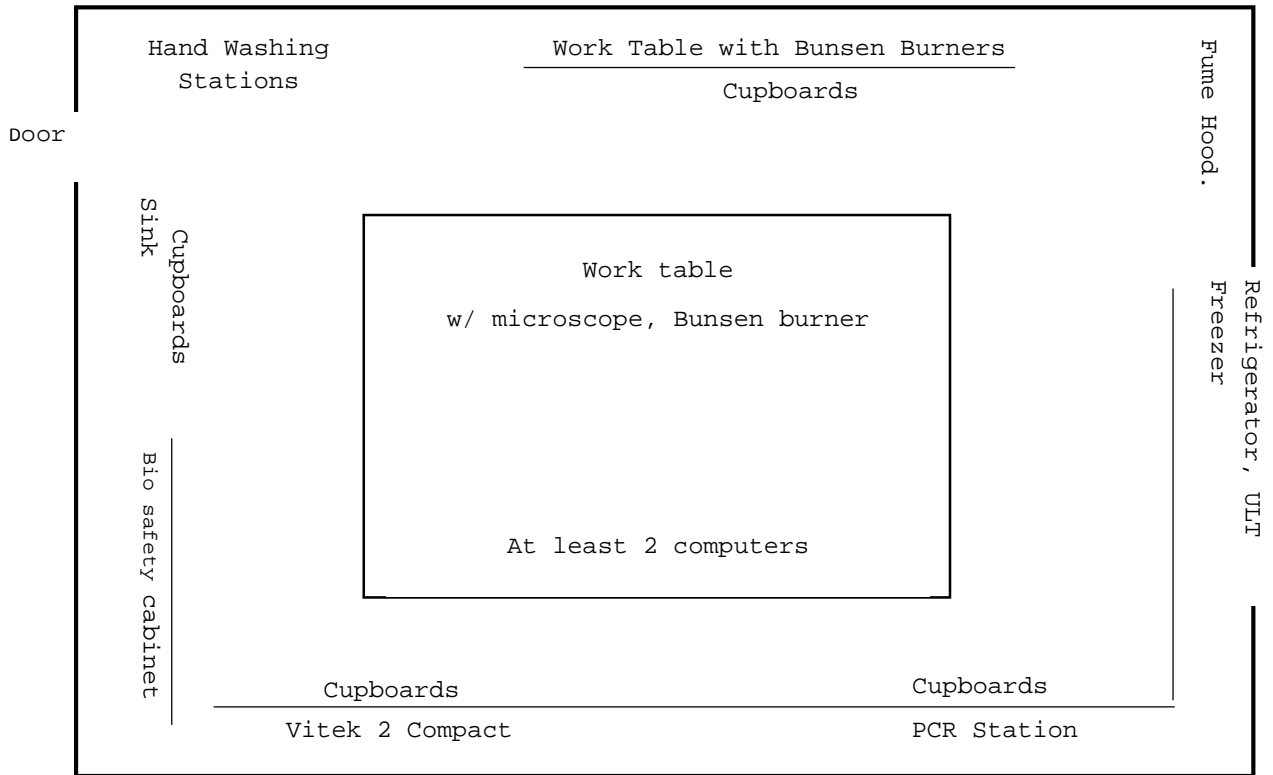 Hand Washing
Stations
Work Table with Bunsen Burners
Cupboards
Fume Hood.
Door
Sink
Cupboards
Work table
w/ microscope, Bunsen burner
Refrigerator, ULT
Freezer
At least 2 computers
Bio safety cabinet
Cupboards
Cupboards
Vitek 2 Compact
PCR Station